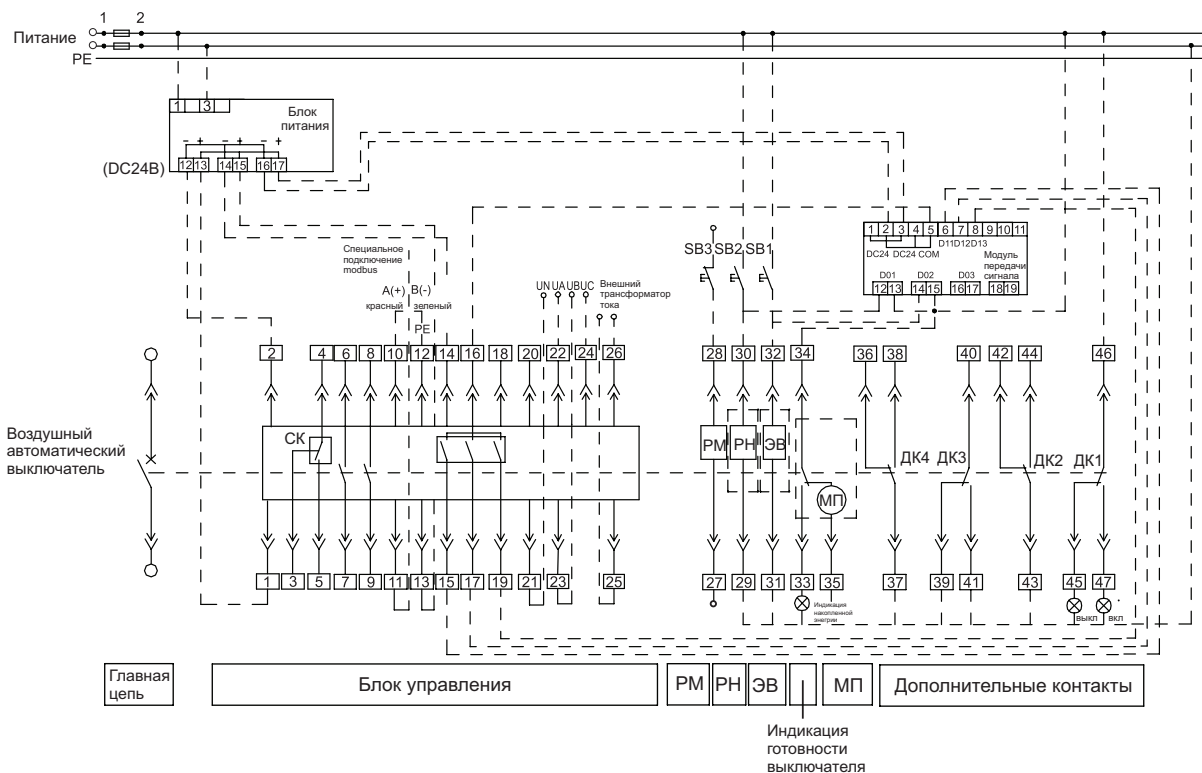 1 2
Питание
PE
1 3
Блок
питания
- + - + - +
12 13 14 15 16 17
(DC24В)
1 2 3 4 5 6 7 8 9 10 11
D11 D12 D13
DC24 DC24 COM
Модуль
передачи
сигнала
D01 D02 D03
12 13 14 15 16 17 18 19
SB3 SB2 SB1
Специальное
подключение
modbus
A(+) B(-)
красный зеленый
PE
UN UA UB UC
Внешний
трансформатор
тока
2 4 6 8 10 12 14 16 18 20 22 24 26 28 30 32 34 36 38 40 42 44 46
Воздушный
автоматический
выключатель
СК
РМ РН ЭВ
МП
ДК4 ДК3 ДК2 ДК1
1 3 5 7 9 11 13 15 17 19 21 23 25 27 29 31 33 35 37 39 41 43 45 47
Индикация
накопленной
энетрии
выкл вкл
Главная
цепь
Блок управления
РМ РН ЭВ МП
Дополнительные контакты
Индикация
готовности
выключателя